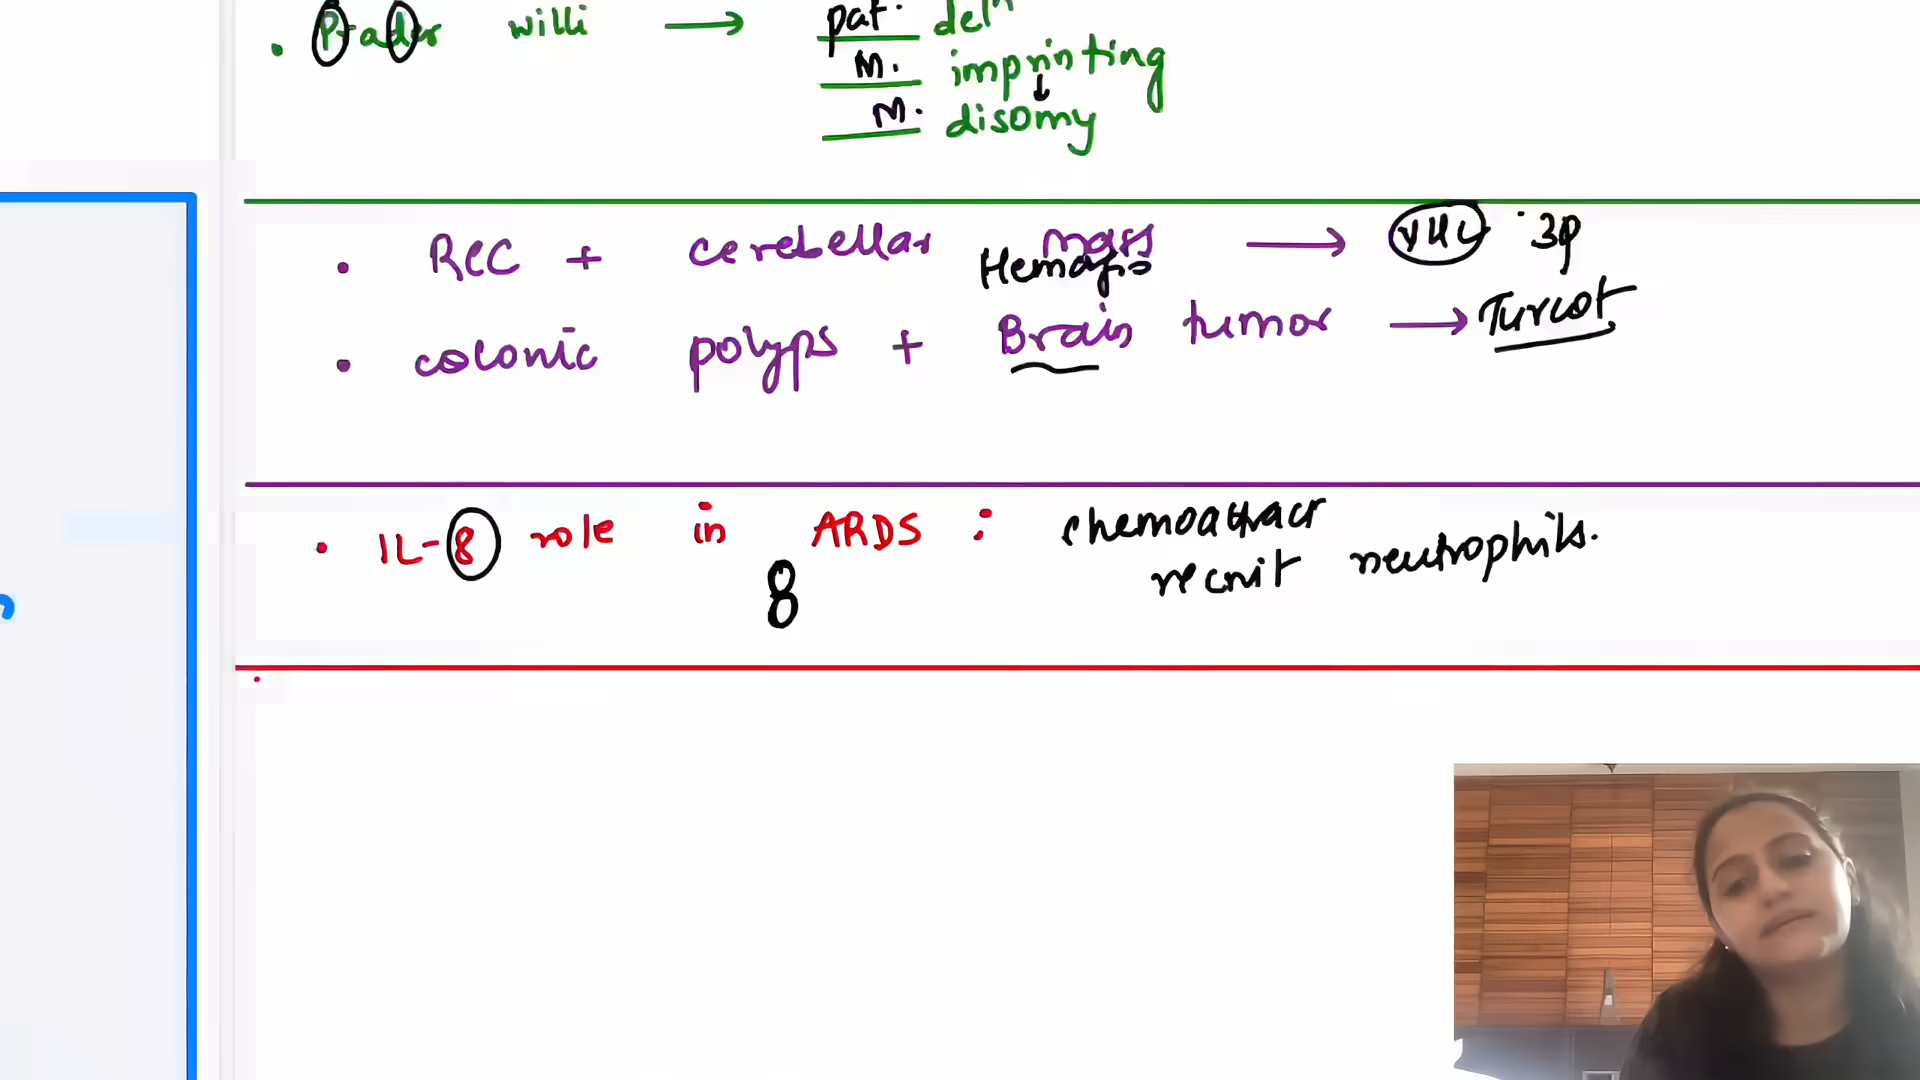 • Prader willi → pat. delⁿ
M. imprinting
↓
M. disomy
• RCC + cerebellar mass → VHL 3p
Hemangio
• colonic polyps + Brain tumor → Turcot
• IL-8 role in ARDS : chemoattract
8 recruit neutrophils.